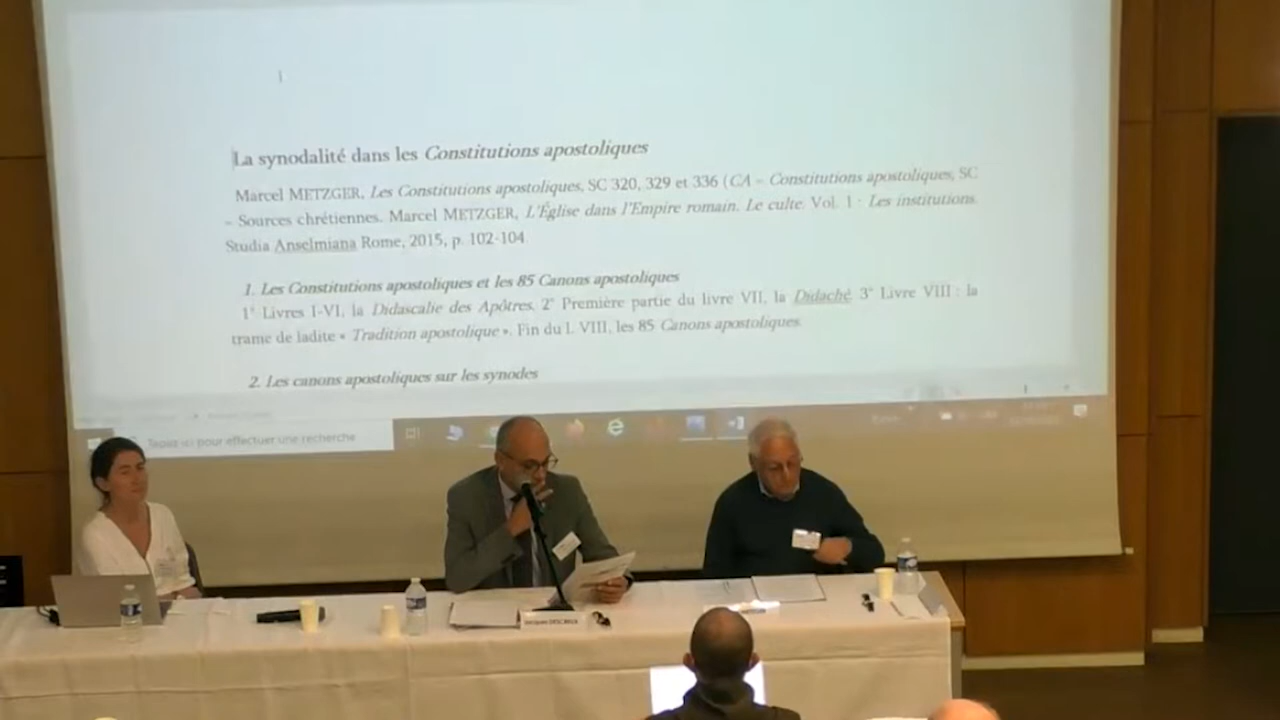 La synodalité dans les Constitutions apostoliques
Marcel METZGER, Les Constitutions apostoliques, SC 320, 329 et 336 (CA – Constitutions apostoliques, SC
– Sources chrétiennes. Marcel METZGER, L'Église dans l'Empire romain. Le culte. Vol. 1 : Les institutions.
Studia Anselmiana Rome, 2015, p. 102-104.
1. Les Constitutions apostoliques et les 85 Canons apostoliques
1° Livres I-VI, la Didascalie des Apôtres. 2° Première partie du livre VII, la Didaché. 3° Livre VIII : la
trame de ladite « Tradition apostolique ». Fin du l. VIII, les 85 Canons apostoliques.
2. Les canons apostoliques sur les synodes
Tapez ici pour effectuer une recherche
Jacques